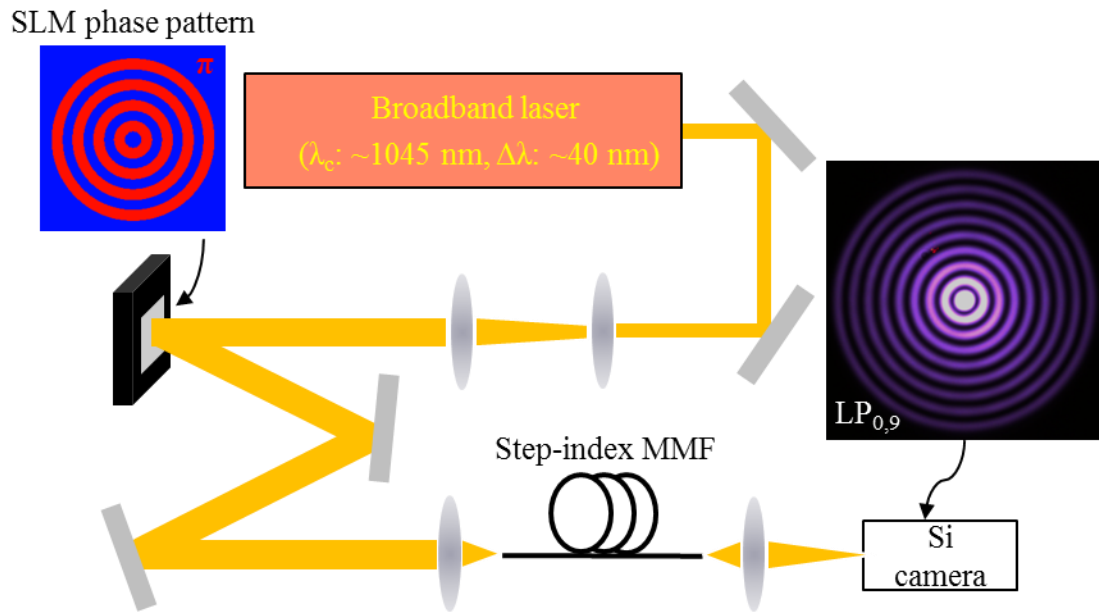 SLM phase pattern
π
Broadband laser
(λc: ~1045 nm, Δλ: ~40 nm)
LP0,9
Step-index MMF
Si
camera